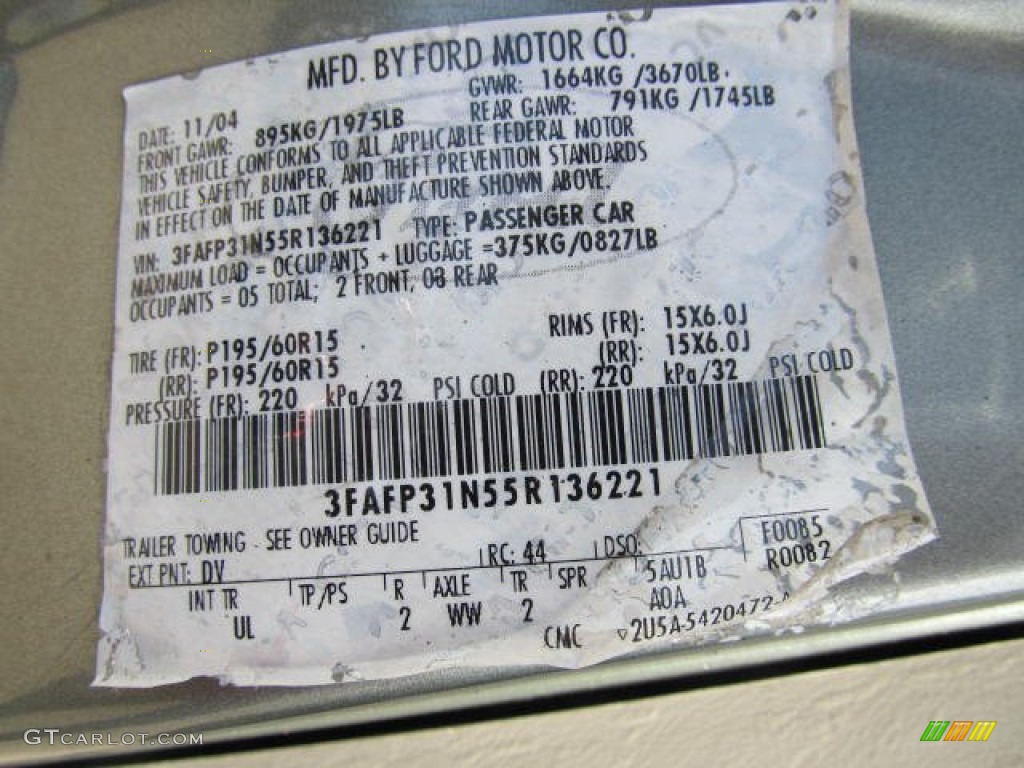 MFD. BY FORD MOTOR CO.
DATE: 11/04 GVWR: 1664KG /3670LB
FRONT GAWR: 895KG/1975LB REAR GAWR: 791KG /1745LB
THIS VEHICLE CONFORMS TO ALL APPLICABLE FEDERAL MOTOR
VEHICLE SAFETY, BUMPER, AND THEFT PREVENTION STANDARDS
IN EFFECT ON THE DATE OF MANUFACTURE SHOWN ABOVE.
VIN: 3FAFP31N55R136221 TYPE: PASSENGER CAR
MAXIMUM LOAD = OCCUPANTS + LUGGAGE =375KG/0827LB
OCCUPANTS = 05 TOTAL; 2 FRONT, 03 REAR
TIRE (FR): P195/60R15 RIMS (FR): 15X6.0J
(RR): P195/60R15 (RR): 15X6.0J
PRESSURE (FR): 220 kPa/32 PSI COLD (RR): 220 kPa/32 PSI COLD
3FAFP31N55R136221
TRAILER TOWING - SEE OWNER GUIDE
EXT PNT: DV RC: 44 DSO: F0085
R0082
INT TR TP/PS R AXLE TR SPR 5AU1B
UL 2 WW 2 A0A
CMC ▽2U5A-5420472-A
GTCARLOT.COM